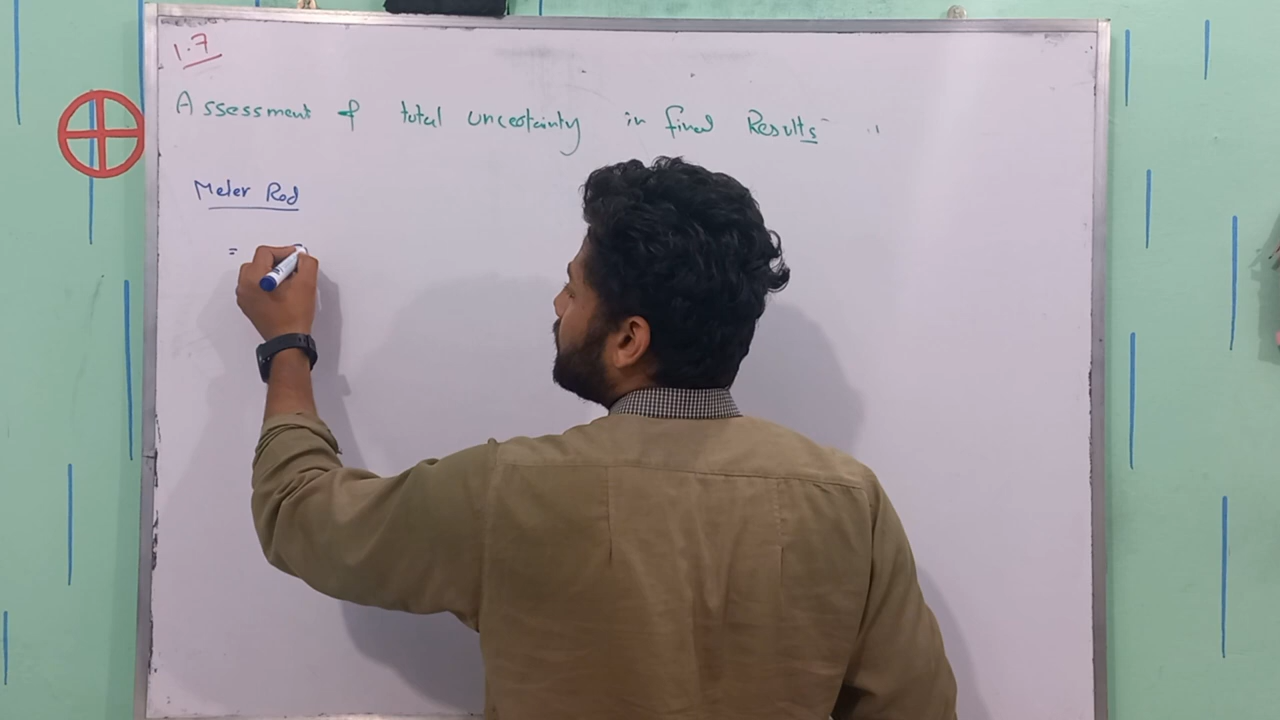 1.7
Assessment of total uncertainty in final Results
Meter Rod
=